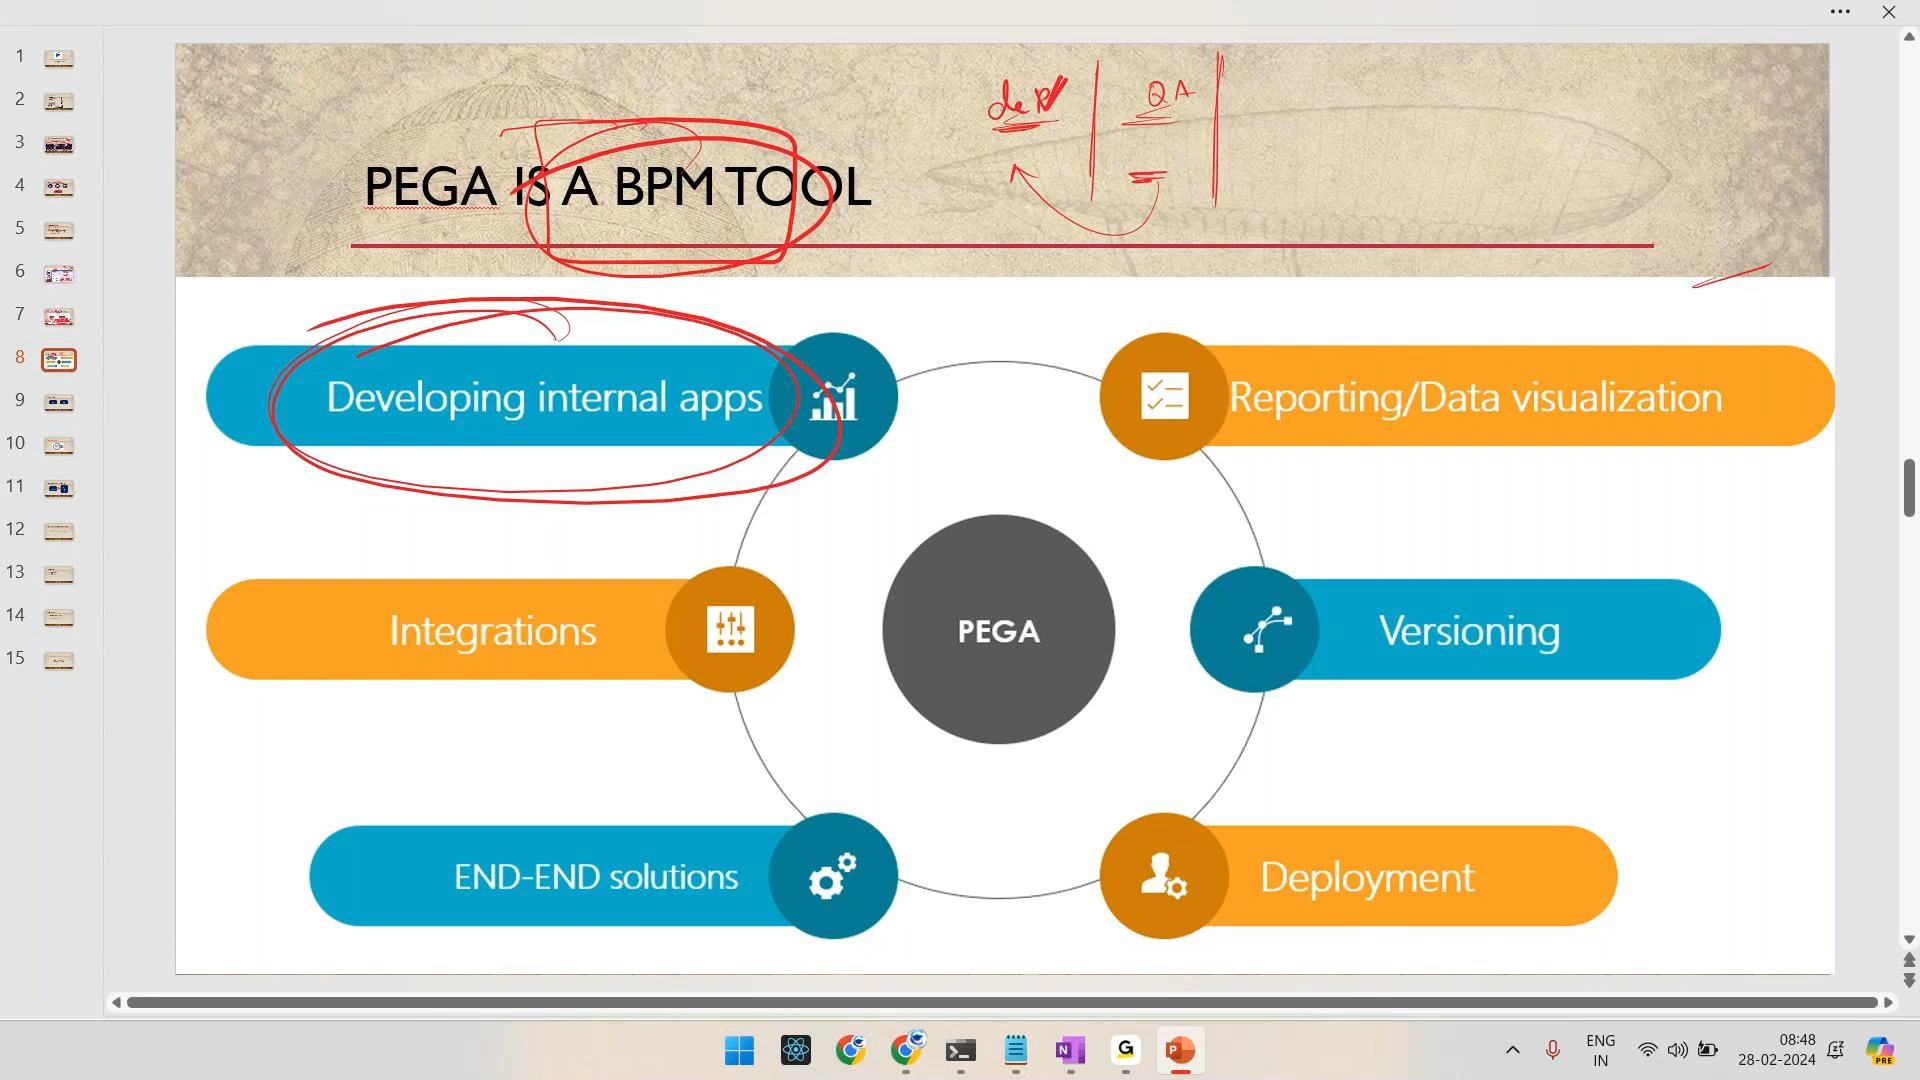 1
2
3
4
5
6
7
8
9
10
11
12
13
14
15
QA
PEGA IS A BPM TOOL
Developing internal apps
Reporting/Data visualization
Integrations
PEGA
Versioning
END-END solutions
Deployment
N
G
P
ENG
IN
08:48
28-02-2024
PRE